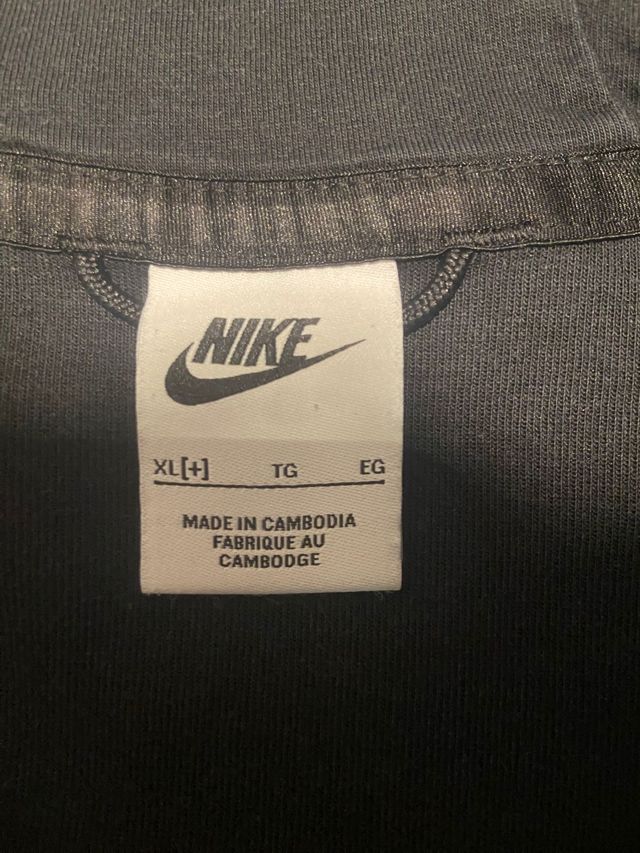 NIKE
XL[+] TG EG
MADE IN CAMBODIA
FABRIQUE AU
CAMBODGE